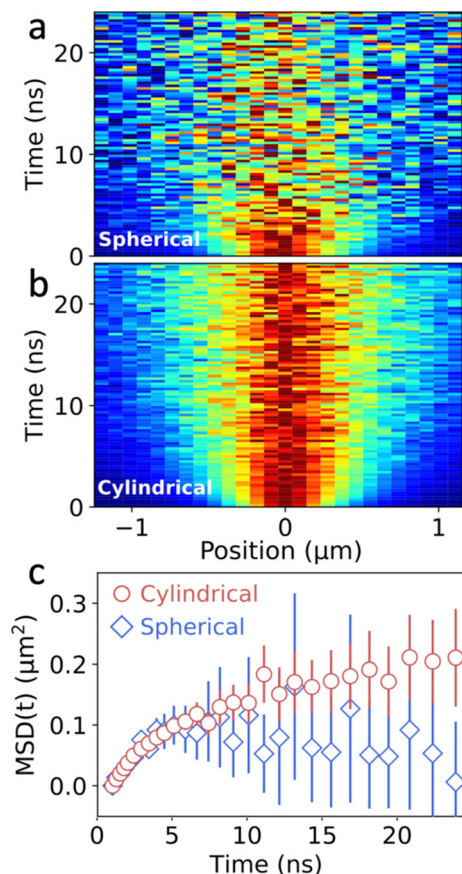 a
Time (ns)
20
10
0
Spherical
b
Time (ns)
20
10
0
Cylindrical
−1 0 1
Position (μm)
c
MSD(t) (μm²)
0.3
0.2
0.1
0.0
Cylindrical
Spherical
0 5 10 15 20
Time (ns)